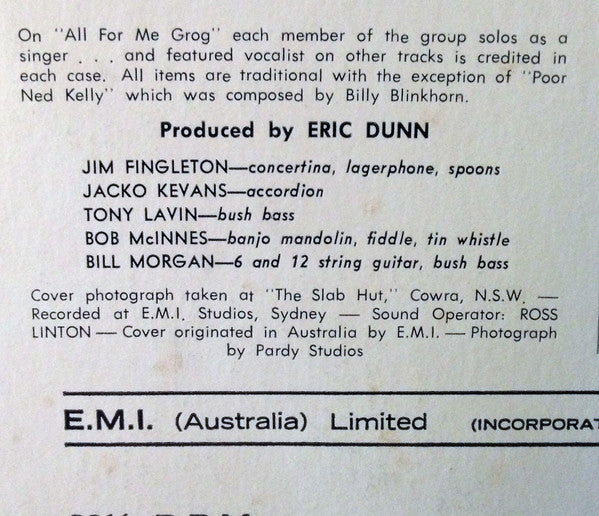 On "All For Me Grog" each member of the group solos as a
singer . . . and featured vocalist on other tracks is credited in
each case. All items are traditional with the exception of "Poor
Ned Kelly" which was composed by Billy Blinkhorn.
Produced by ERIC DUNN
JIM FINGLETON—concertina, lagerphone, spoons
JACKO KEVANS—accordion
TONY LAVIN—bush bass
BOB McINNES—banjo mandolin, fiddle, tin whistle
BILL MORGAN—6 and 12 string guitar, bush bass
Cover photograph taken at "The Slab Hut," Cowra, N.S.W. —
Recorded at E.M.I. Studios, Sydney — Sound Operator: ROSS
LINTON — Cover originated in Australia by E.M.I. — Photograph
by Pardy Studios
E.M.I. (Australia) Limited (INCORPORAT